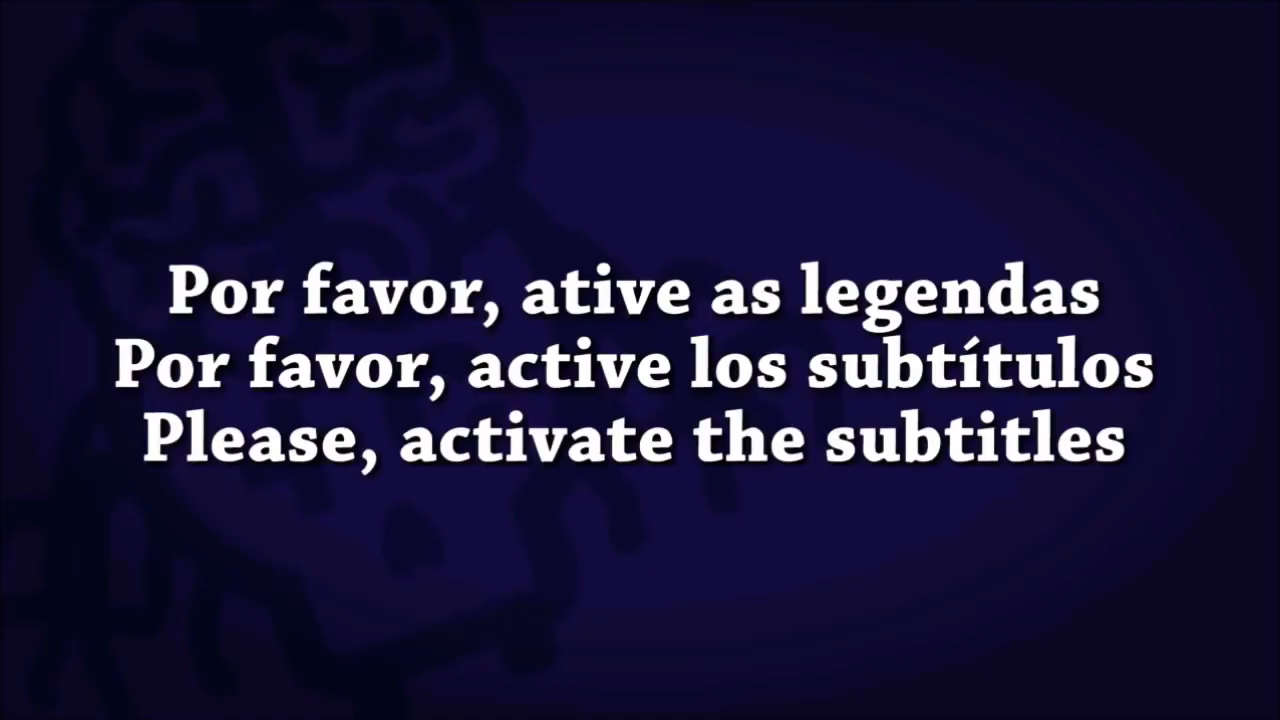 Por favor, ative as legendas
Por favor, active los subtítulos
Please, activate the subtitles